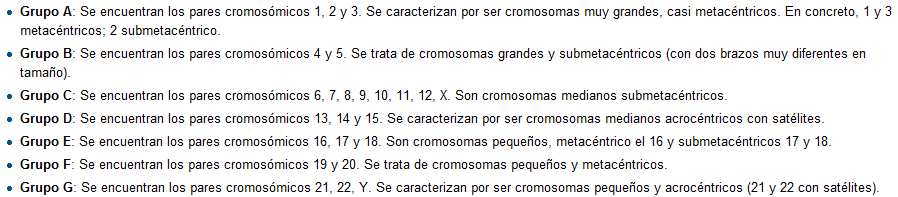 • Grupo A: Se encuentran los pares cromosómicos 1, 2 y 3. Se caracterizan por ser cromosomas muy grandes, casi metacéntricos. En concreto, 1 y 3
metacéntricos; 2 submetacéntrico.
• Grupo B: Se encuentran los pares cromosómicos 4 y 5. Se trata de cromosomas grandes y submetacéntricos (con dos brazos muy diferentes en
tamaño).
• Grupo C: Se encuentran los pares cromosómicos 6, 7, 8, 9, 10, 11, 12, X. Son cromosomas medianos submetacéntricos.
• Grupo D: Se encuentran los pares cromosómicos 13, 14 y 15. Se caracterizan por ser cromosomas medianos acrocéntricos con satélites.
• Grupo E: Se encuentran los pares cromosómicos 16, 17 y 18. Son cromosomas pequeños, metacéntrico el 16 y submetacéntricos 17 y 18.
• Grupo F: Se encuentran los pares cromosómicos 19 y 20. Se trata de cromosomas pequeños y metacéntricos.
• Grupo G: Se encuentran los pares cromosómicos 21, 22, Y. Se caracterizan por ser cromosomas pequeños y acrocéntricos (21 y 22 con satélites).